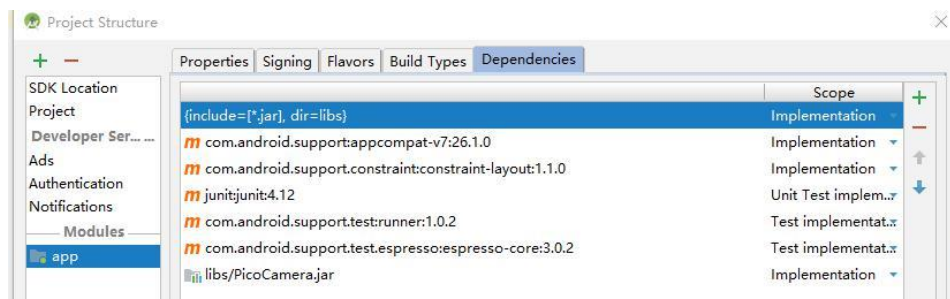 Project Structure
Properties Signing Flavors Build Types Dependencies
SDK Location
Project
Developer Ser... ...
Ads
Authentication
Notifications
Modules
app
Scope
{include=[*.jar], dir=libs} Implementation
m com.android.support:appcompat-v7:26.1.0 Implementation
m com.android.support.constraint:constraint-layout:1.1.0 Implementation
m junit:junit:4.12 Unit Test implem...
m com.android.support.test:runner:1.0.2 Test implementat...
m com.android.support.test.espresso:espresso-core:3.0.2 Test implementat...
libs/PicoCamera.jar Implementation